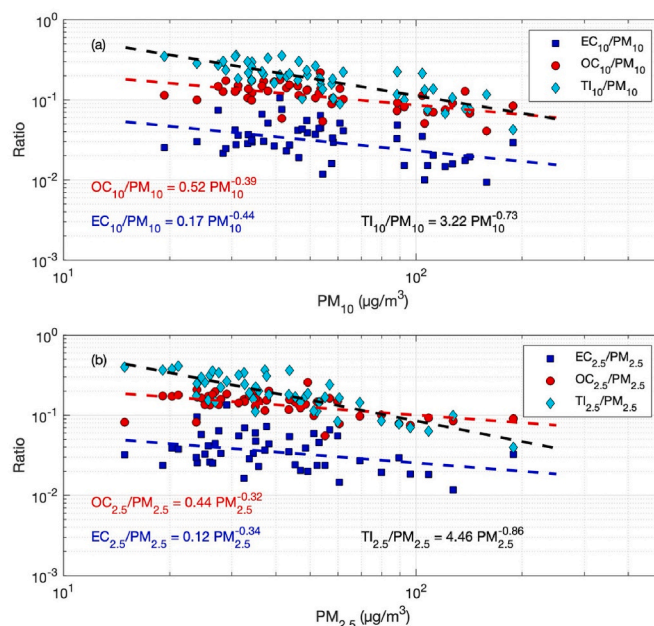 (a)
EC₁₀/PM₁₀
OC₁₀/PM₁₀
TI₁₀/PM₁₀
10⁰
10⁻¹
10⁻²
10⁻³
Ratio
OC₁₀/PM₁₀ = 0.52 PM₁₀^-0.39
EC₁₀/PM₁₀ = 0.17 PM₁₀^-0.44
TI₁₀/PM₁₀ = 3.22 PM₁₀^-0.73
10¹
10²
PM₁₀ (μg/m³)
(b)
EC₂.₅/PM₂.₅
OC₂.₅/PM₂.₅
TI₂.₅/PM₂.₅
10⁰
10⁻¹
10⁻²
10⁻³
Ratio
OC₂.₅/PM₂.₅ = 0.44 PM₂.₅^-0.32
EC₂.₅/PM₂.₅ = 0.12 PM₂.₅^-0.34
TI₂.₅/PM₂.₅ = 4.46 PM₂.₅^-0.86
10¹
10²
PM₂.₅ (μg/m³)